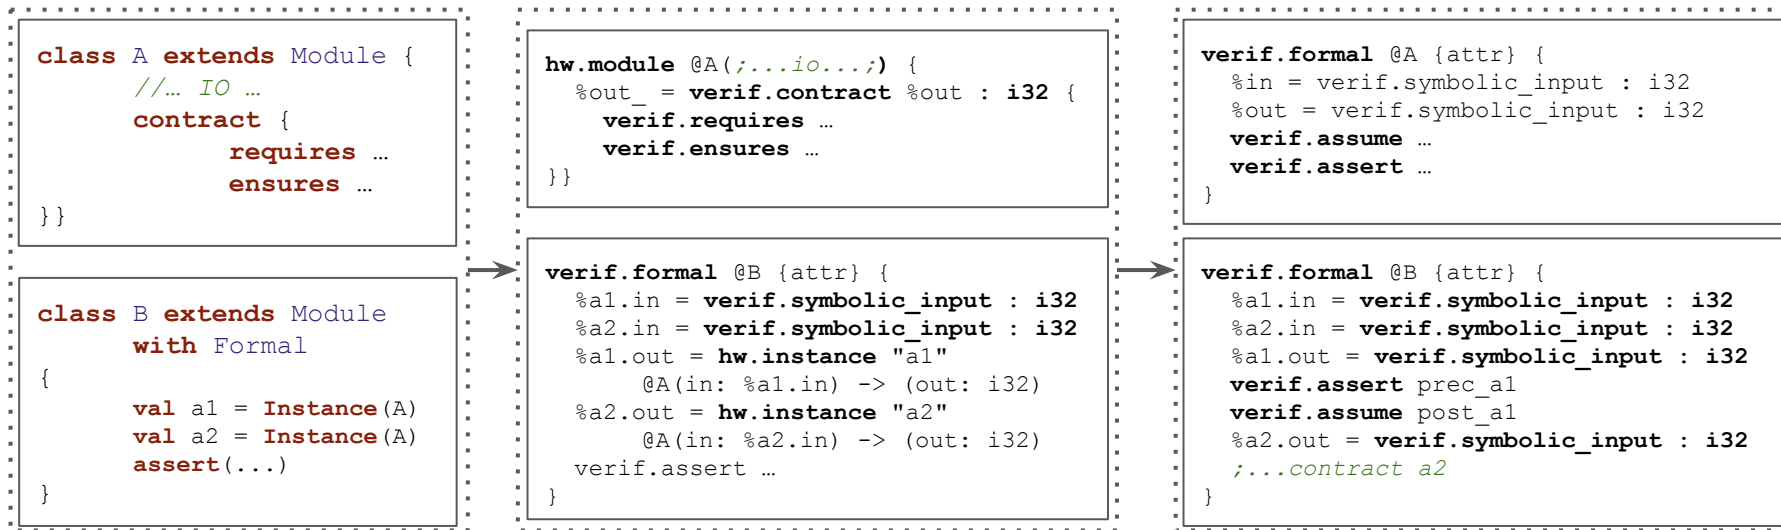 class A extends Module {
//… IO …
contract {
requires …
ensures …
}}
class B extends Module
with Formal
{
val a1 = Instance(A)
val a2 = Instance(A)
assert(...)
}
hw.module @A(;...io...;) {
%out_ = verif.contract %out : i32 {
verif.requires …
verif.ensures …
}}
verif.formal @B {attr} {
%a1.in = verif.symbolic_input : i32
%a2.in = verif.symbolic_input : i32
%a1.out = hw.instance "a1"
@A(in: %a1.in) -> (out: i32)
%a2.out = hw.instance "a2"
@A(in: %a2.in) -> (out: i32)
verif.assert …
}
verif.formal @A {attr} {
%in = verif.symbolic_input : i32
%out = verif.symbolic_input : i32
verif.assume …
verif.assert …
}
verif.formal @B {attr} {
%a1.in = verif.symbolic_input : i32
%a2.in = verif.symbolic_input : i32
%a1.out = verif.symbolic_input : i32
verif.assert prec_a1
verif.assume post_a1
%a2.out = verif.symbolic_input : i32
;...contract a2
}